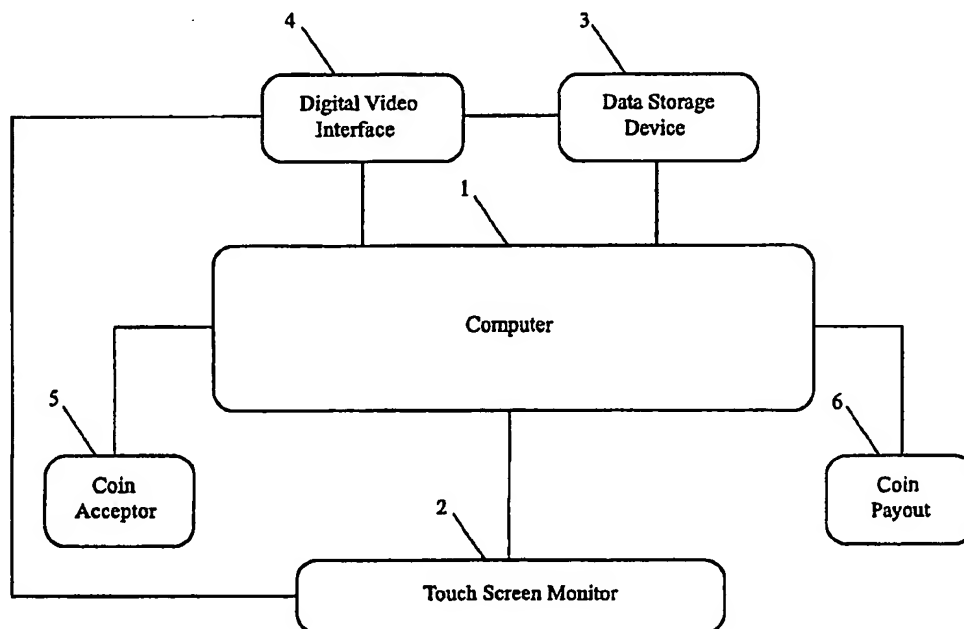 4
3
Digital Video
Interface
Data Storage
Device
1
Computer
5
6
Coin
Acceptor
Coin
Payout
2
Touch Screen Monitor